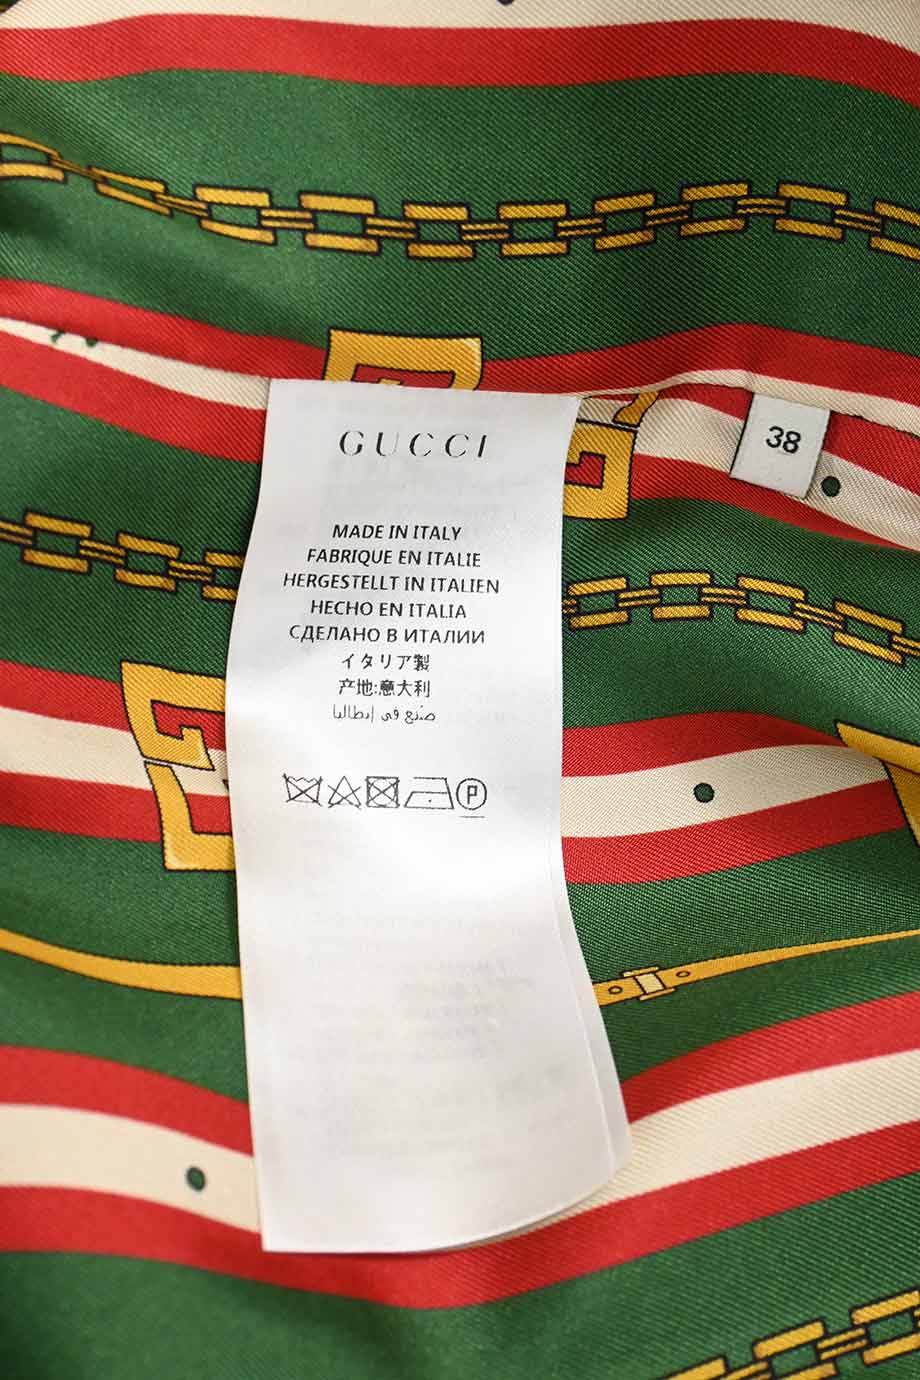 GUCCI
38
MADE IN ITALY
FABRIQUE EN ITALIE
HERGESTELLT IN ITALIEN
HECHO EN ITALIA
СДЕЛАНО В ИТАЛИИ
イタリア製
产地:意大利
صنع في إيطاليا
P